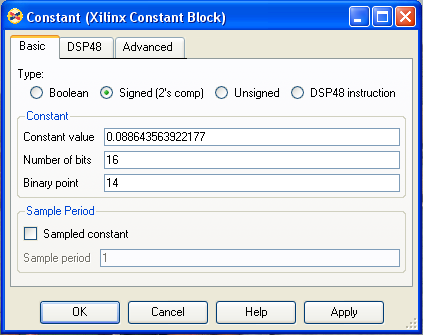 Constant (Xilinx Constant Block)
Basic DSP48 Advanced
Type:
Boolean Signed (2's comp) Unsigned DSP48 instruction
Constant
Constant value 0.088643563922177
Number of bits 16
Binary point 14
Sample Period
Sampled constant
Sample period 1
OK Cancel Help Apply